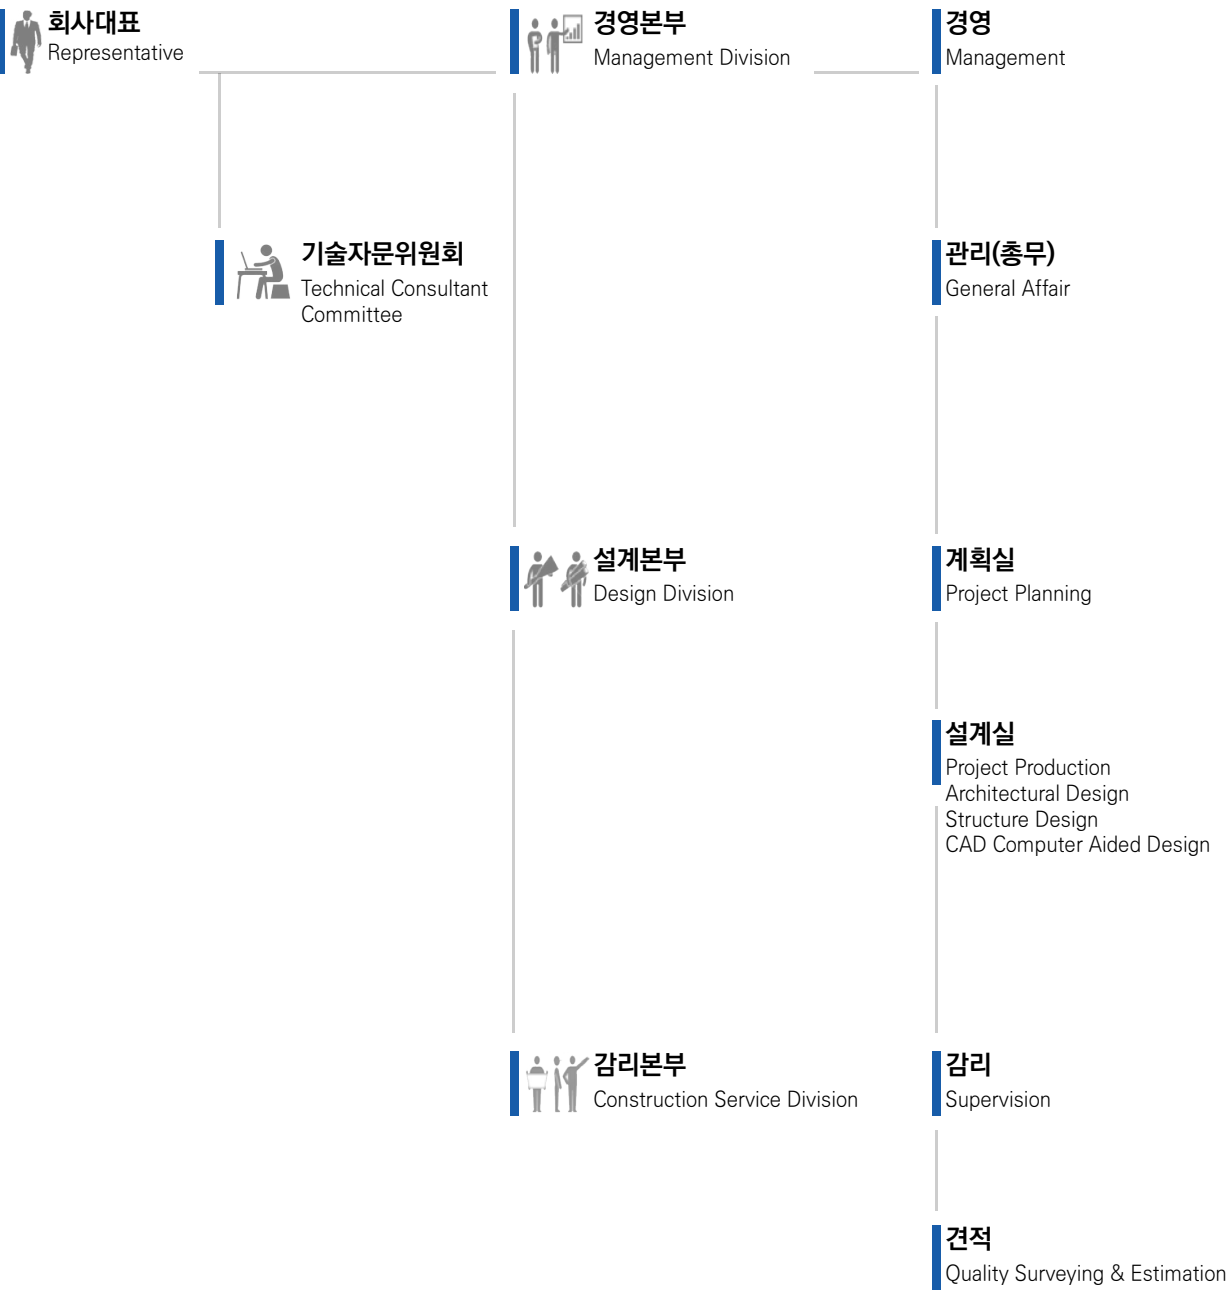 회사대표
Representative
경영본부
Management Division
경영
Management
기술자문위원회
Technical Consultant
Committee
관리(총무)
General Affair
설계본부
Design Division
계획실
Project Planning
설계실
Project Production
Architectural Design
Structure Design
CAD Computer Aided Design
감리본부
Construction Service Division
감리
Supervision
견적
Quality Surveying & Estimation